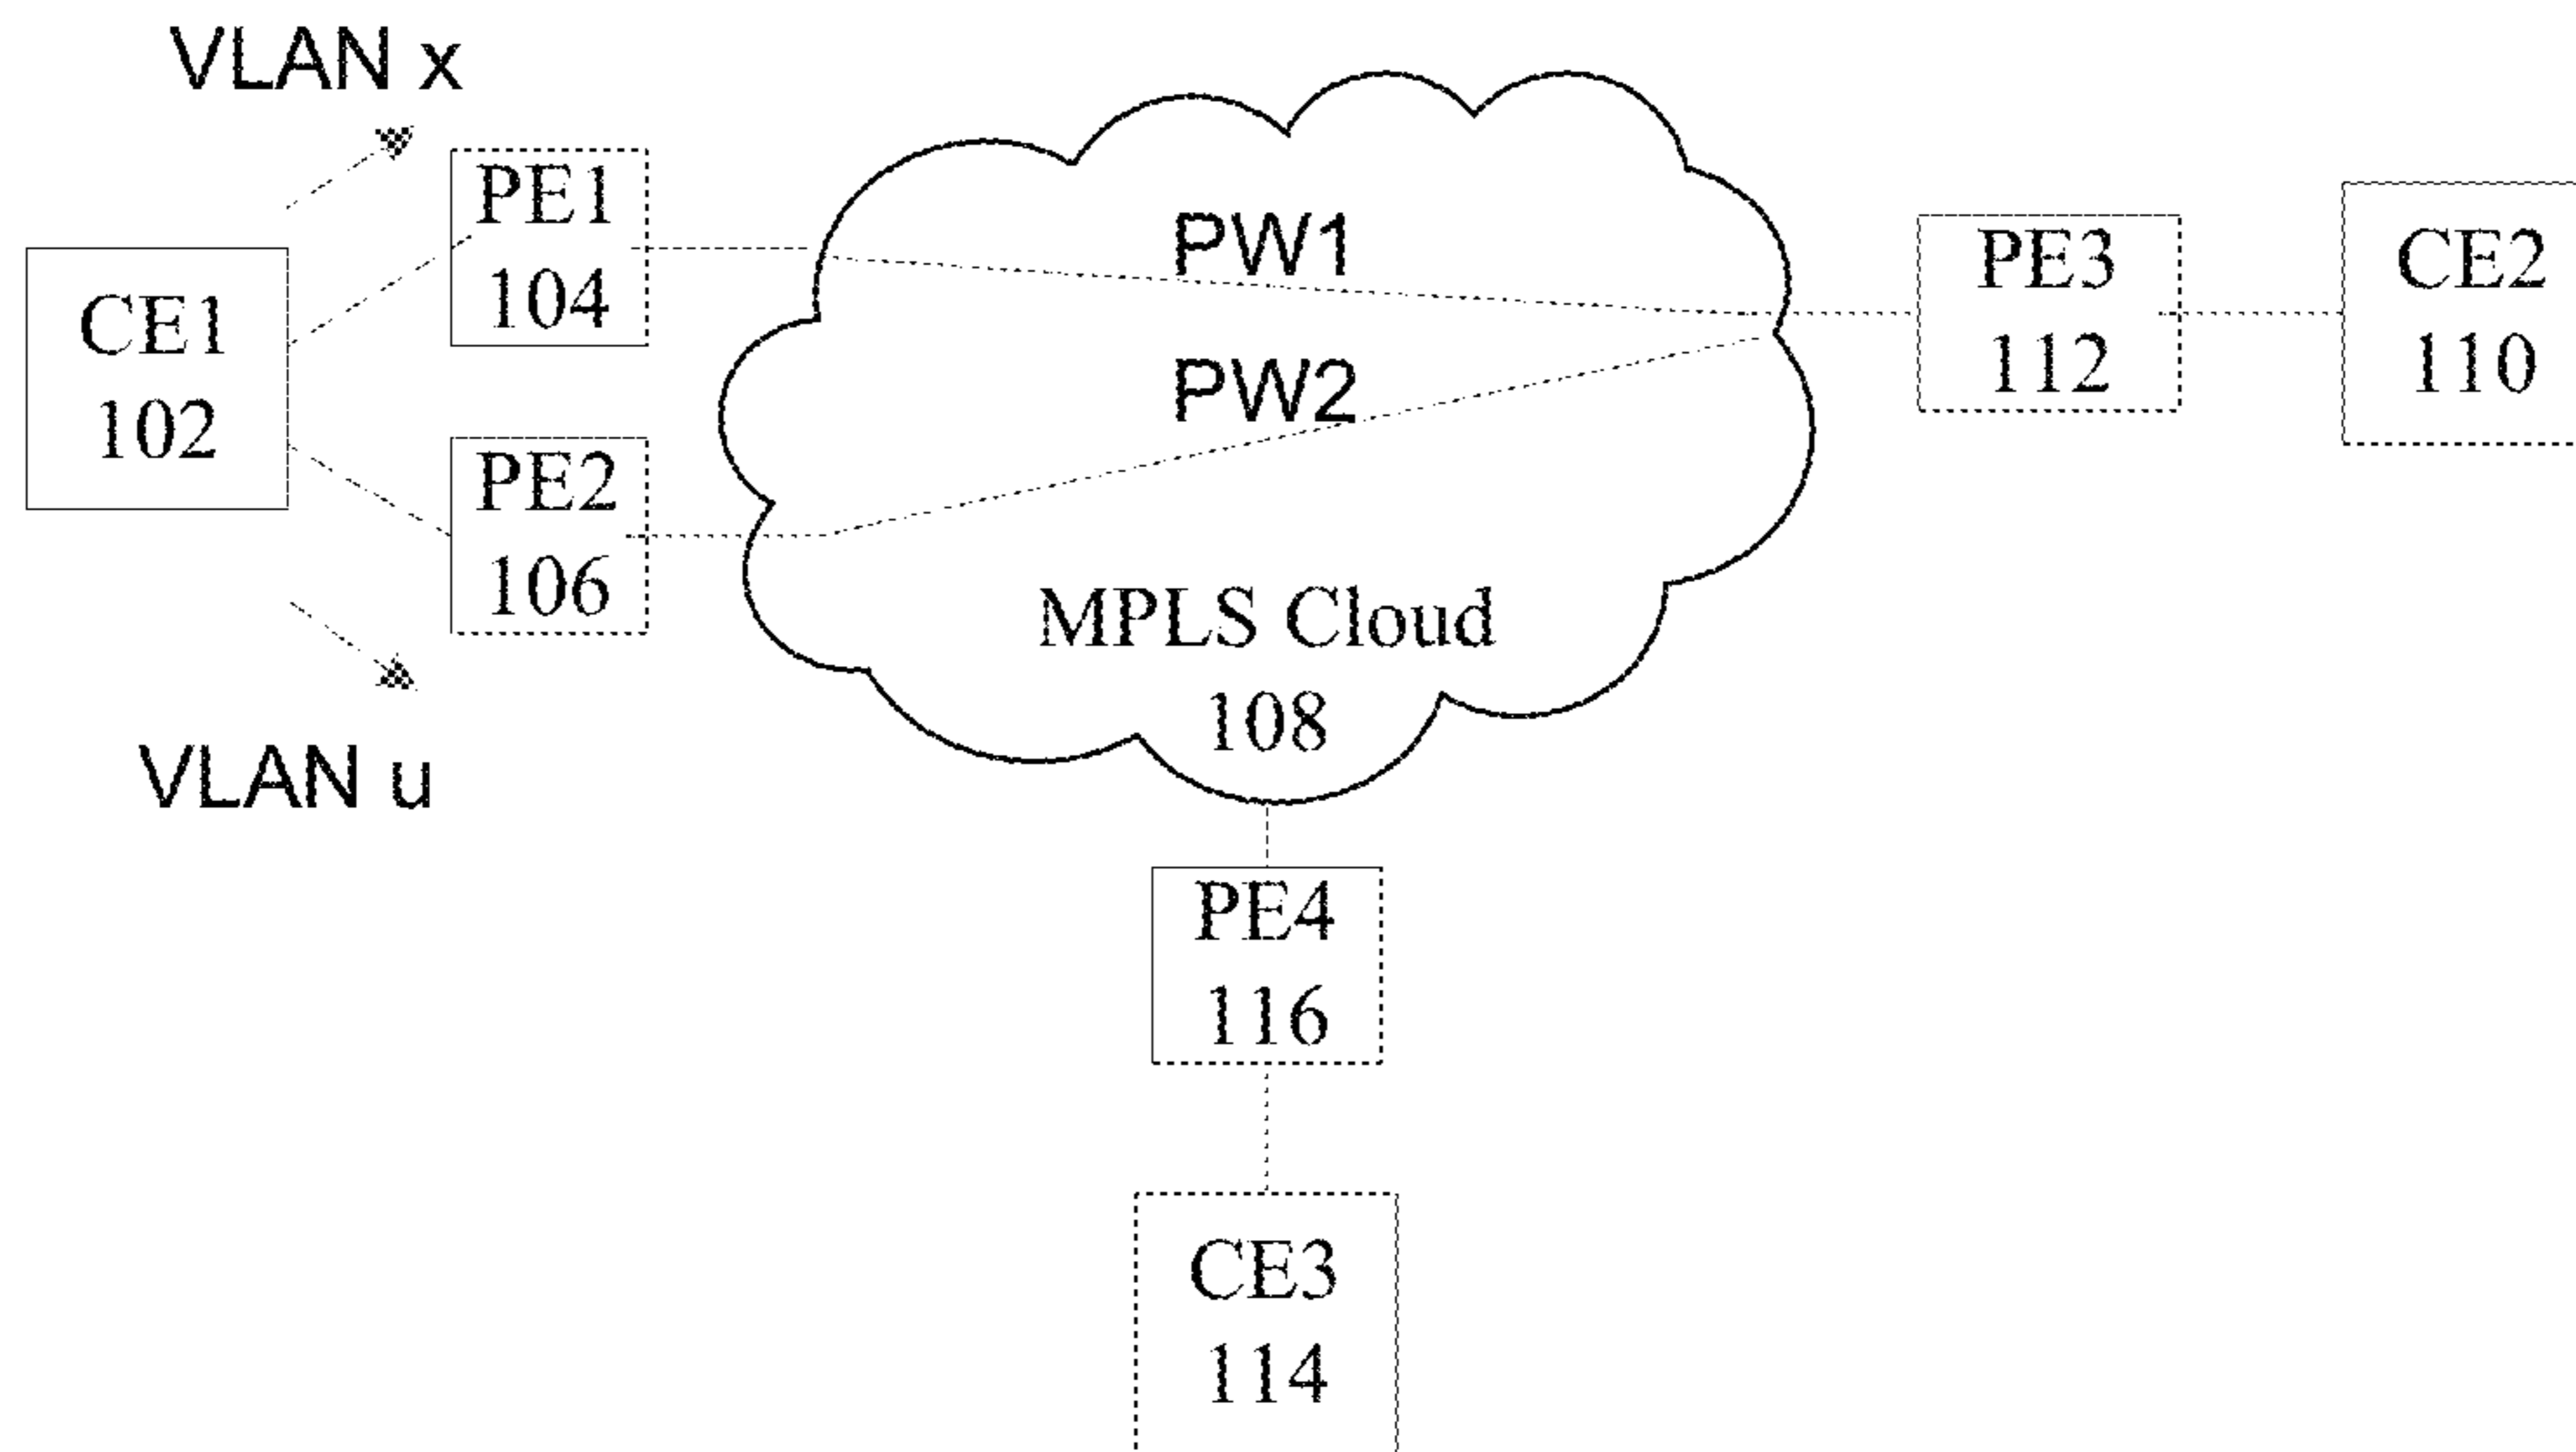 VLAN x
PE1
104
CE1
102
PE2
106
VLAN u
PW1
PW2
MPLS Cloud
108
PE3
112
CE2
110
PE4
116
CE3
114